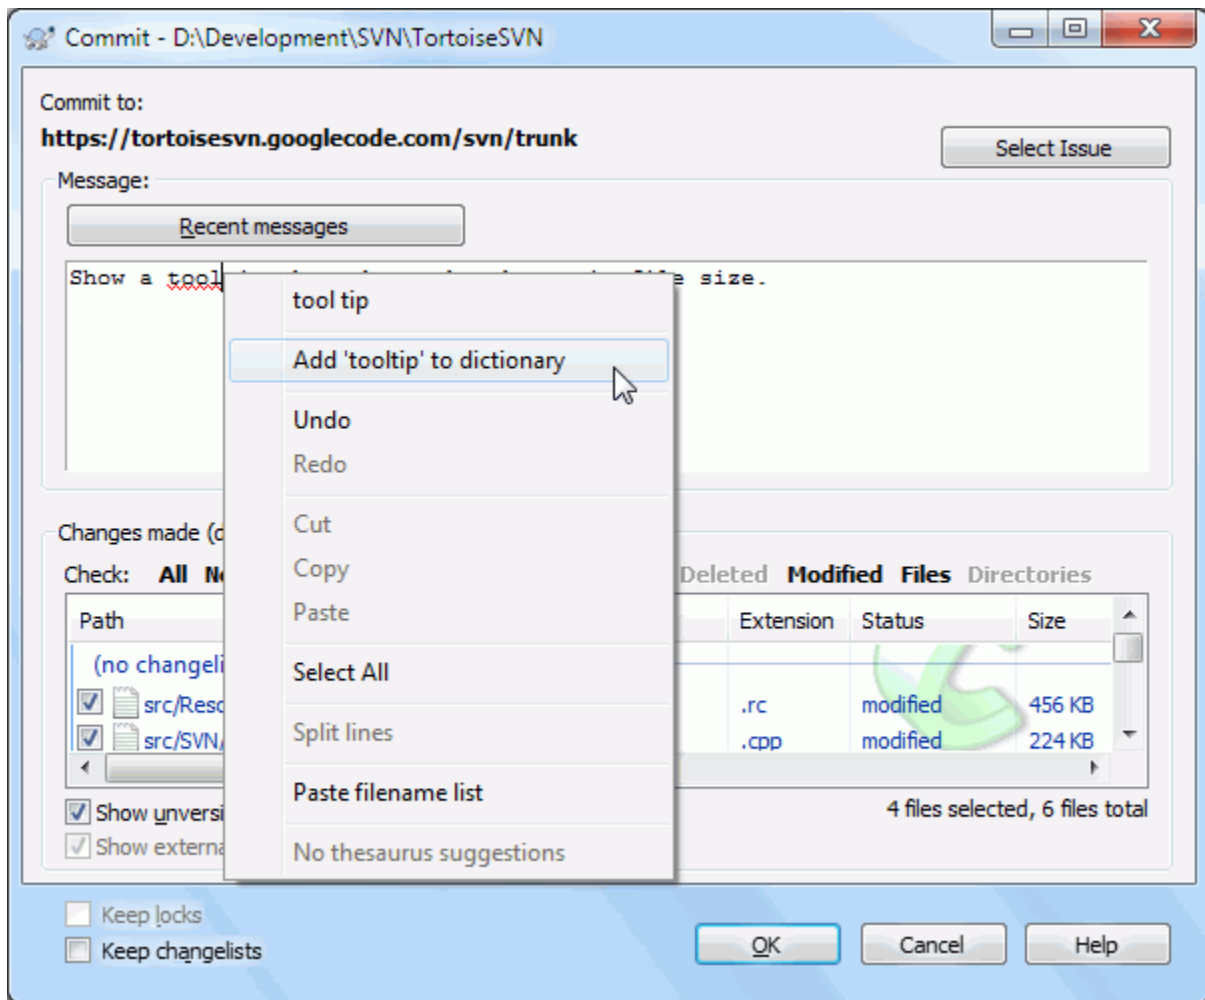 Commit - D:\Development\SVN\TortoiseSVN
Commit to:
https://tortoisesvn.googlecode.com/svn/trunk
Select Issue
Message:
Recent messages
Show a tool size.
tool tip
Add 'tooltip' to dictionary
Undo
Redo
Cut
Copy
Paste
Select All
Split lines
Paste filename list
No thesaurus suggestions
Changes made (d
Check: All Deleted Modified Files Directories
Path Extension Status Size
(no changeli
src/Reso .rc modified 456 KB
src/SVN/ .cpp modified 224 KB
Show unversi 4 files selected, 6 files total
Show externa
Keep locks
Keep changelists
OK Cancel Help